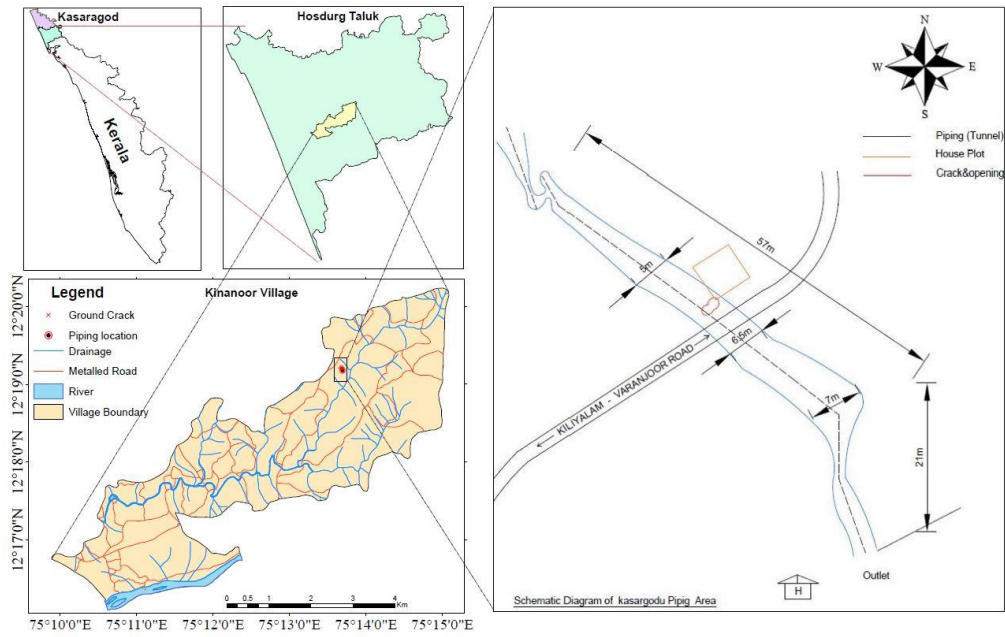 Kasaragod
Kerala
Hosdurg Taluk
Legend
Kinanoor Village
Ground Crack
Piping location
Drainage
Metalled Road
River
Village Boundary
12°20'0"N
12°19'0"N
12°18'0"N
12°17'0"N
0 0.5 1 2 3 4
Km
75°10'0"E 75°11'0"E 75°12'0"E 75°13'0"E 75°14'0"E 75°15'0"E
N
W E
S
Piping (Tunnel)
House Plot
Crack&opening
57m
5m
6.5m
7m
21m
KILIYALAM - VARANJOOR ROAD
Outlet
H
Schematic Diagram of kasargodu Pipig Area